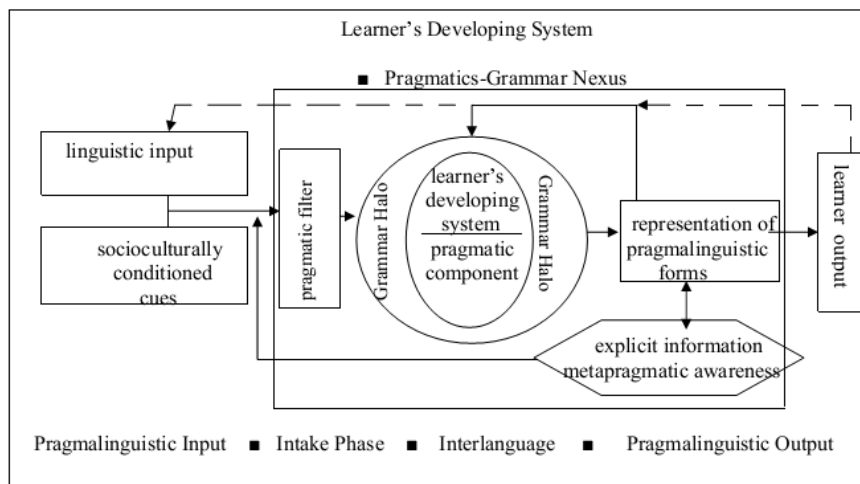 Learner's Developing System
■ Pragmatics-Grammar Nexus
linguistic input
socioculturally
conditioned
cues
pragmatic filter
Grammar Halo
learner's
developing
system
pragmatic
component
Grammar Halo
representation of
pragmalinguistic
forms
learner output
explicit information
metapragmatic awareness
Pragmalinguistic Input ■ Intake Phase ■ Interlanguage ■ Pragmalinguistic Output